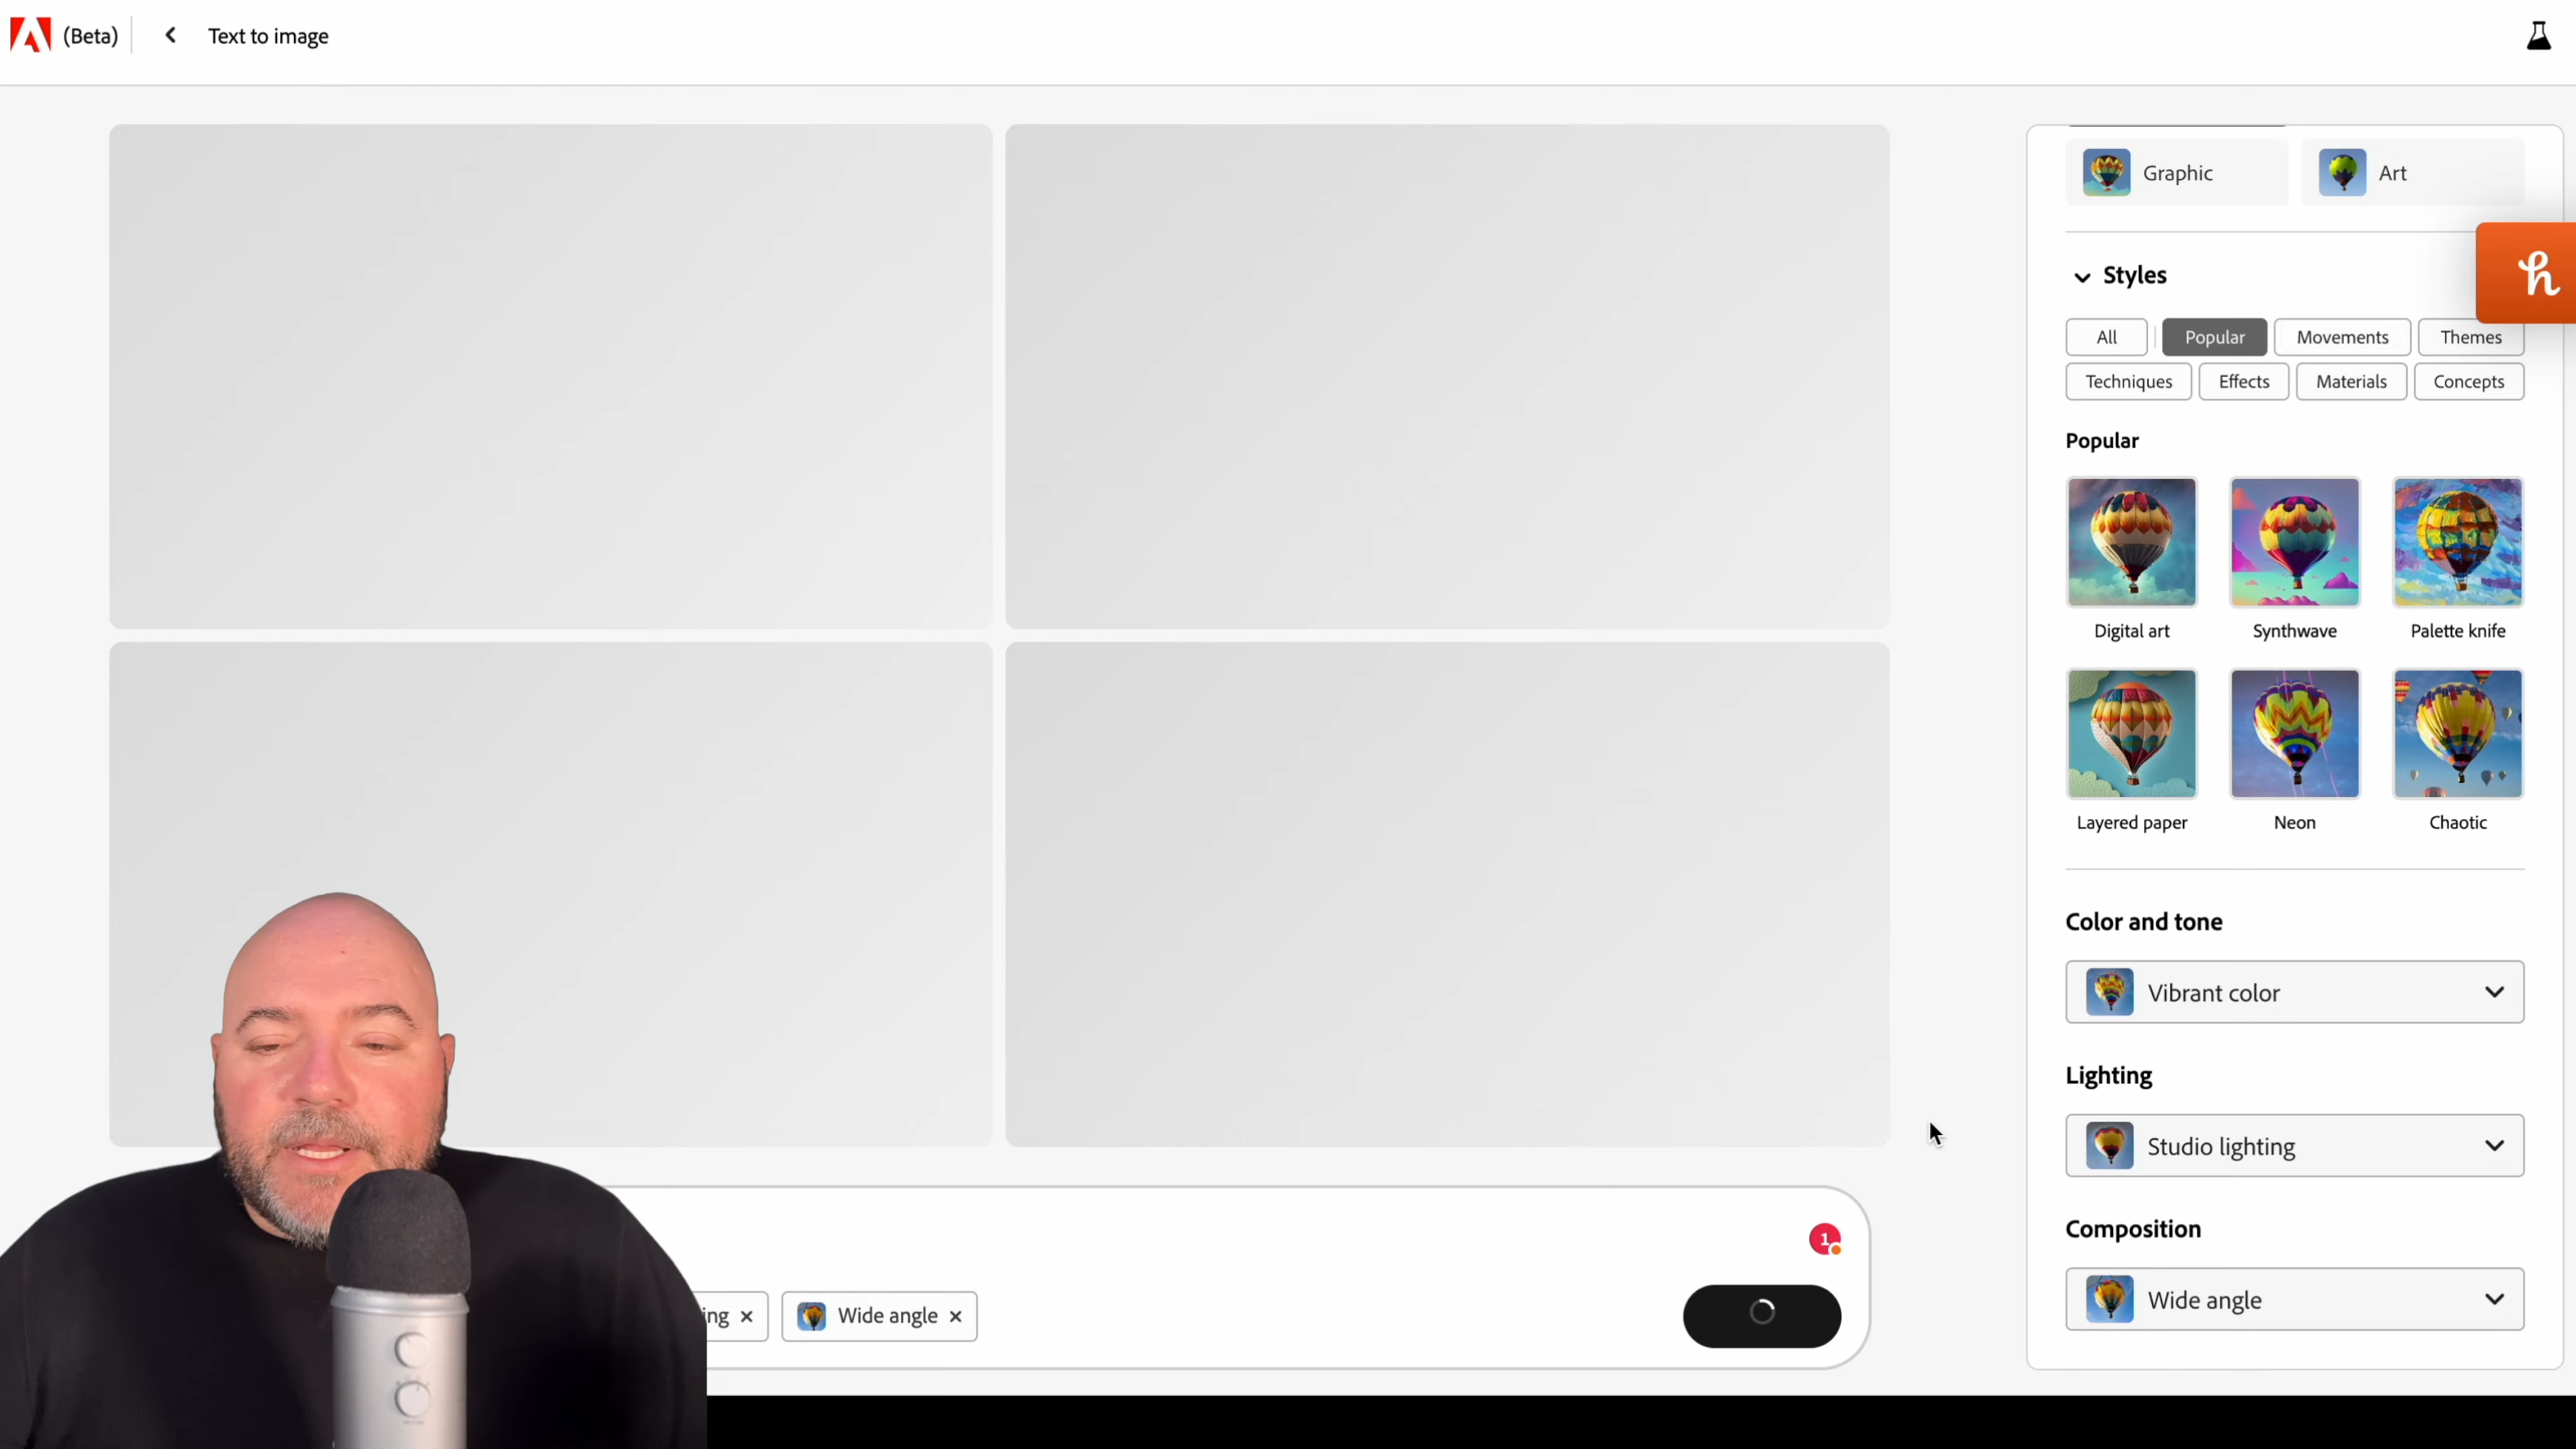 (Beta)
Text to image
Graphic
Art
Styles
All
Popular
Movements
Themes
Techniques
Effects
Materials
Concepts
Popular
Digital art
Synthwave
Palette knife
Layered paper
Neon
Chaotic
Color and tone
Vibrant color
Lighting
Studio lighting
Composition
Wide angle
1
ing
Wide angle